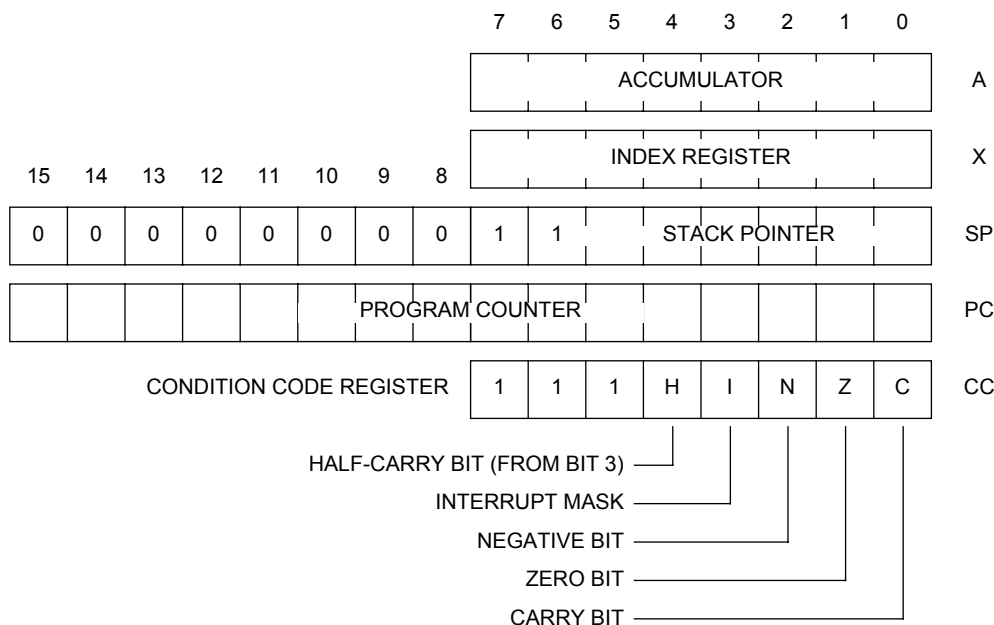 7 6 5 4 3 2 1 0
ACCUMULATOR A
INDEX REGISTER X
15 14 13 12 11 10 9 8
0 0 0 0 0 0 0 0 1 1 STACK POINTER SP
PROGRAM COUNTER PC
CONDITION CODE REGISTER 1 1 1 H I N Z C CC
HALF-CARRY BIT (FROM BIT 3)
INTERRUPT MASK
NEGATIVE BIT
ZERO BIT
CARRY BIT